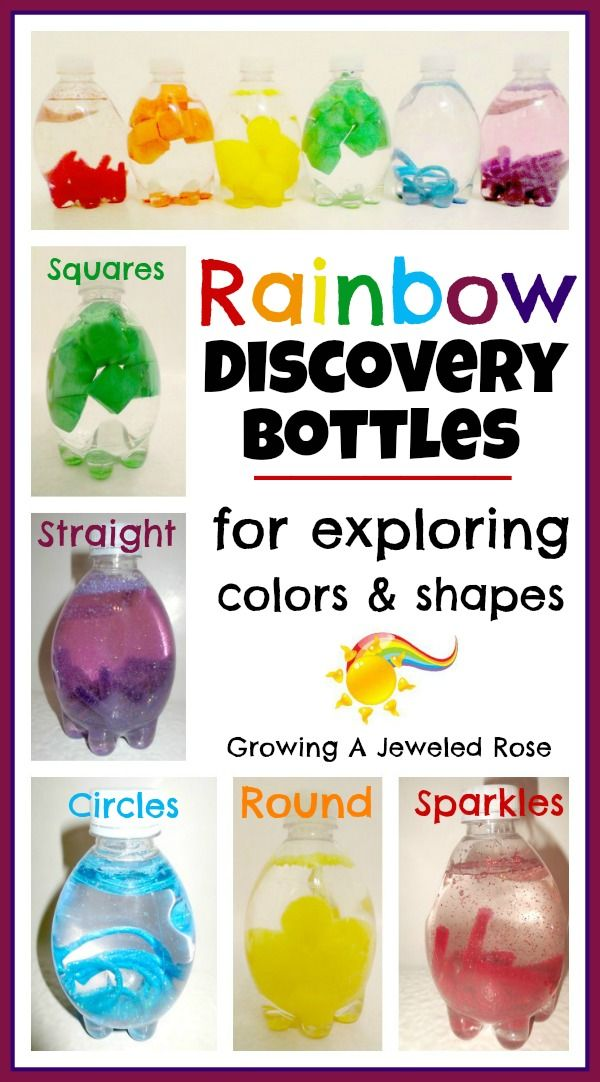 Squares
Rainbow
DISCOVERY
BOTTLES
Straight
for exploring
colors & shapes
Growing A Jeweled Rose
Circles
Round
Sparkles